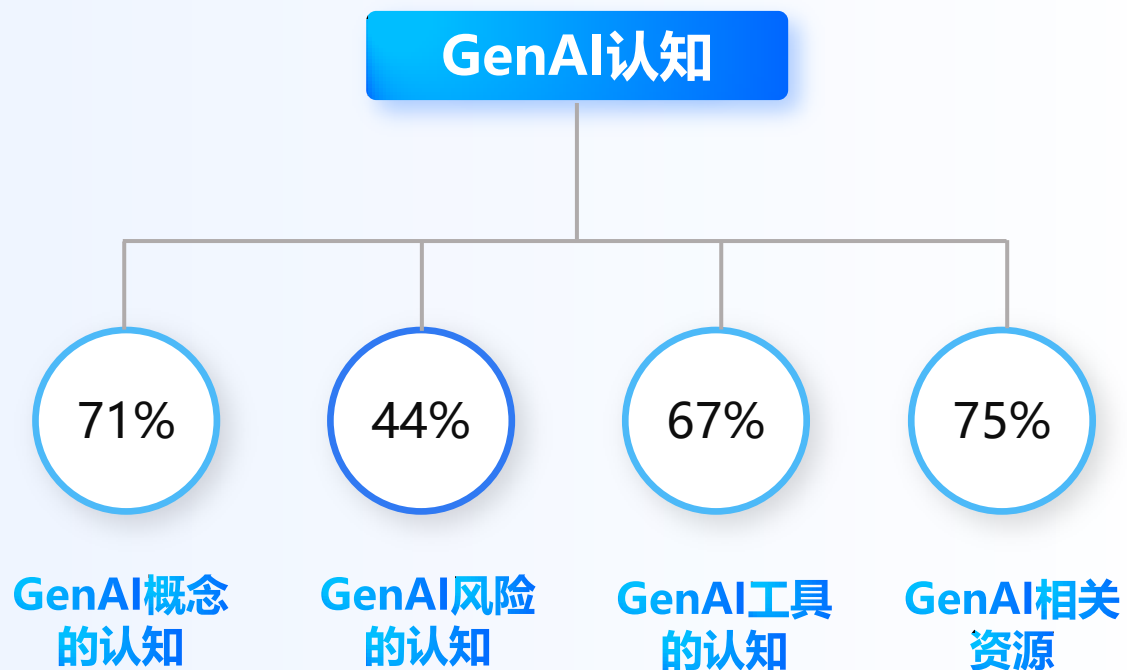 GenAI认知
71%
44%
67%
75%
GenAI概念
的认知
GenAI风险
的认知
GenAI工具
的认知
GenAI相关
资源